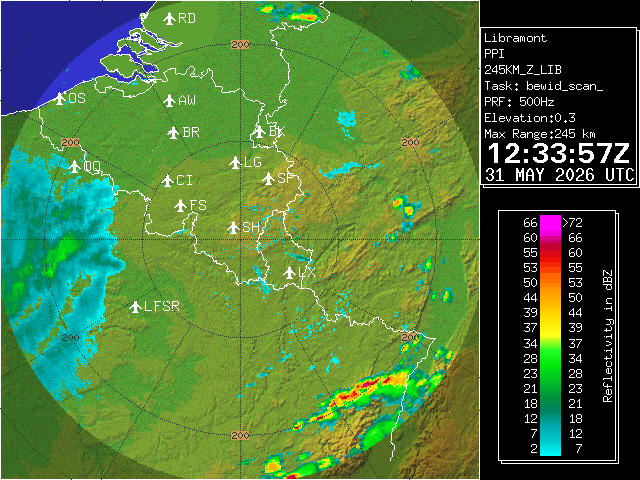 RD
200
OS
AW
BR
BK
200
200
QQ
LG
CI
SP
FS
SH
LX
LFSR
200
200
200
Libramont
PPI
245KM_Z_LIB
Task: bewid_scan_
PRF: 500Hz
Elevation:0.3
Max Range:245 km
12:33:57Z
31 MAY 2026 UTC
66 >72
60 66
55 60
53 55
50 53
44 50
39 44
37 39
34 37
28 34
23 28
21 23
18 21
12 18
7 12
2 7
Reflectivity in dBZ